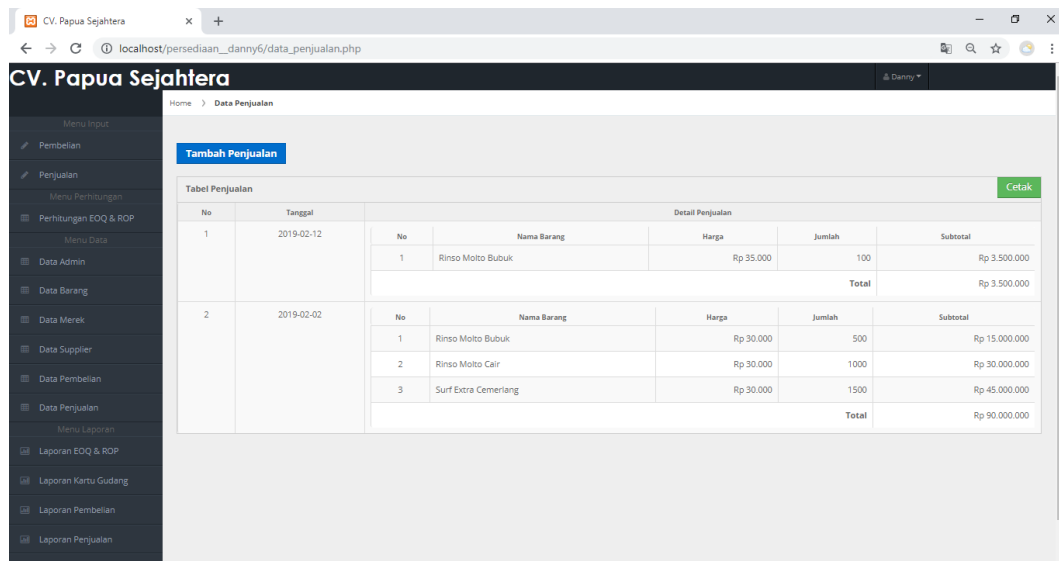 CV. Papua Sejahtera
localhost/persediaan__danny6/data_penjualan.php
CV. Papua Sejahtera
Danny
Home > Data Penjualan
Menu Input
Pembelian
Penjualan
Menu Perhitungan
Perhitungan EOQ & ROP
Menu Data
Data Admin
Data Barang
Data Merek
Data Supplier
Data Pembelian
Data Penjualan
Menu Laporan
Laporan EOQ & ROP
Laporan Kartu Gudang
Laporan Pembelian
Laporan Penjualan
Tambah Penjualan
Tabel Penjualan Cetak
No Tanggal Detail Penjualan
1 2019-02-12
No Nama Barang Harga Jumlah Subtotal
1 Rinso Molto Bubuk Rp 35.000 100 Rp 3.500.000
Total Rp 3.500.000
2 2019-02-02
No Nama Barang Harga Jumlah Subtotal
1 Rinso Molto Bubuk Rp 30.000 500 Rp 15.000.000
2 Rinso Molto Cair Rp 30.000 1000 Rp 30.000.000
3 Surf Extra Cemerlang Rp 30.000 1500 Rp 45.000.000
Total Rp 90.000.000